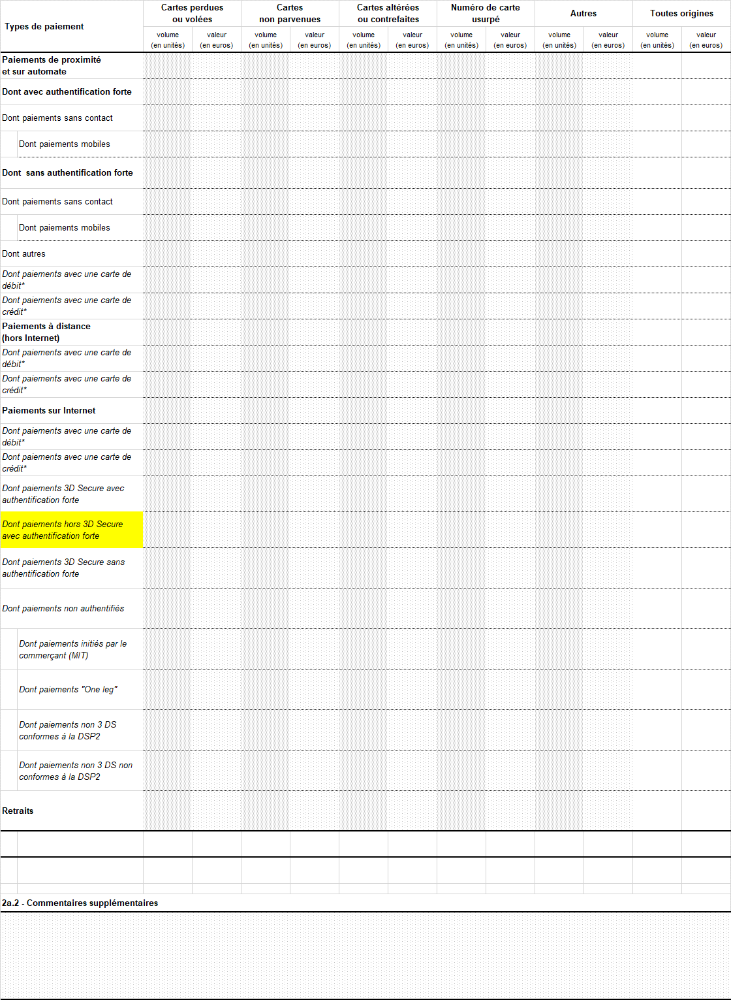 Types de paiement
Cartes perdues
ou volées
Cartes
non parvenues
Cartes altérées
ou contrefaites
Numéro de carte
usurpé
Autres
Toutes origines
volume
(en unités)
valeur
(en euros)
volume
(en unités)
valeur
(en euros)
volume
(en unités)
valeur
(en euros)
volume
(en unités)
valeur
(en euros)
volume
(en unités)
valeur
(en euros)
volume
(en unités)
valeur
(en euros)
Paiements de proximité
et sur automate
Dont avec authentification forte
Dont paiements sans contact
Dont paiements mobiles
Dont  sans authentification forte
Dont paiements sans contact
Dont paiements mobiles
Dont autres
Dont paiements avec une carte de
débit*
Dont paiements avec une carte de
crédit*
Paiements à distance
(hors Internet)
Dont paiements avec une carte de
débit*
Dont paiements avec une carte de
crédit*
Paiements sur Internet
Dont paiements avec une carte de
débit*
Dont paiements avec une carte de
crédit*
Dont paiements 3D Secure avec
authentification forte
Dont paiements hors 3D Secure
avec authentification forte
Dont paiements 3D Secure sans
authentification forte
Dont paiements non authentifiés
Dont paiements initiés par le
commerçant (MIT)
Dont paiements "One leg"
Dont paiements non 3 DS
conformes à la DSP2
Dont paiements non 3 DS non
conformes à la DSP2
Retraits
2a.2 - Commentaires supplémentaires